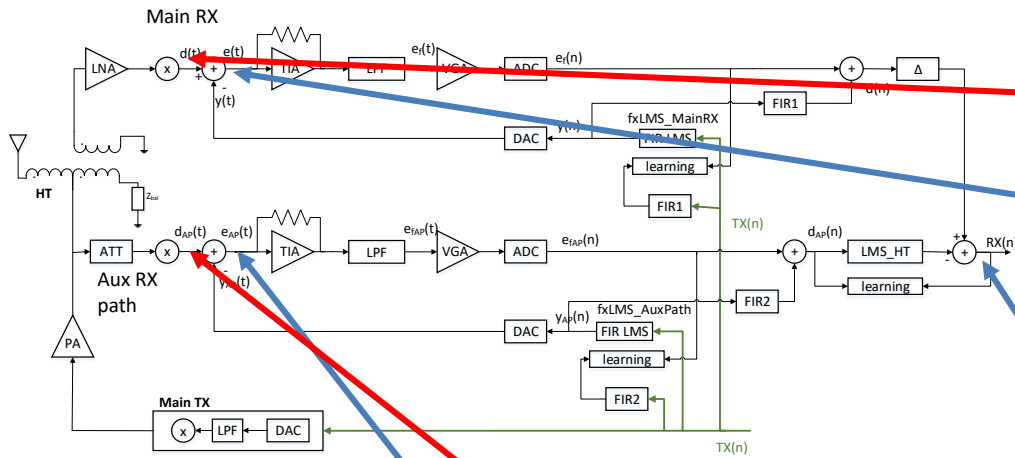 Main RX
d(t)
e(t)
e_f(t)
e_f(n)
LNA
x
+
+
-
TIA
LPF
VGA
ADC
+
Δ
d(n)
y(t)
FIR1
fxLMS_MainRX
y(n)
DAC
FIR LMS
learning
FIR1
HT
Z_bal
TX(n)
d_AP(t)
e_AP(t)
e_fAP(t)
e_fAP(n)
d_AP(n)
ATT
x
+
-
TIA
LPF
VGA
ADC
+
LMS_HT
+
-
+
RX(n)
Aux RX
path
y_AP(t)
learning
FIR2
fxLMS_AuxPath
y_AP(n)
DAC
FIR LMS
PA
learning
FIR2
Main TX
x
LPF
DAC
TX(n)